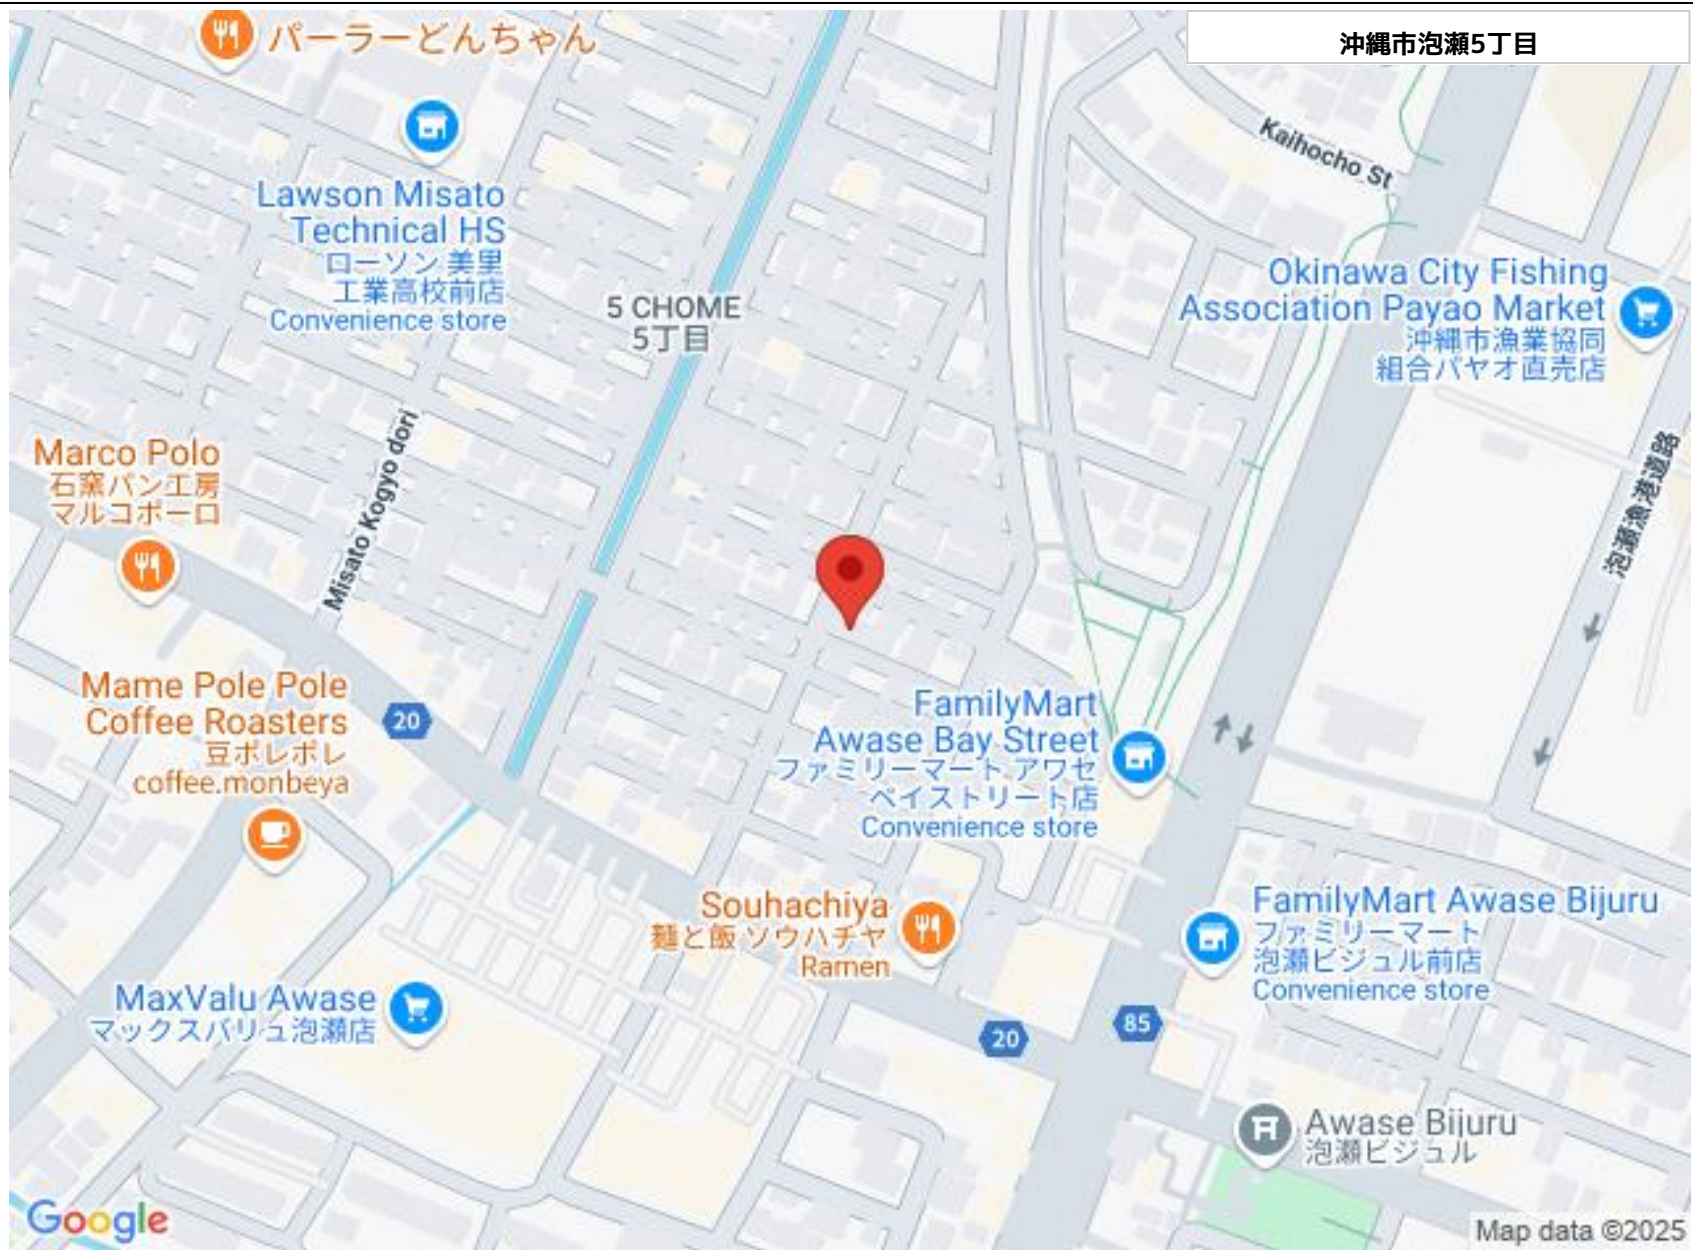 パーラーどんちゃん
沖縄市泡瀬5丁目
Kaihocho St
Lawson Misato
Technical HS
ローソン 美里
工業高校前店
Convenience store
5 CHOME
5丁目
Okinawa City Fishing
Association Payao Market
沖縄市漁業協同
組合パヤオ直売店
Marco Polo
石窯パン工房
マルコポーロ
Misato Kogyo dori
泡瀬漁港道路
Mame Pole Pole
Coffee Roasters
豆ポレポレ
coffee.monbeya
20
FamilyMart
Awase Bay Street
ファミリーマート アワセ
ベイストリート店
Convenience store
Souhachiya
麺と飯 ソウハチヤ
Ramen
FamilyMart Awase Bijuru
ファミリーマート
泡瀬ビジュル前店
Convenience store
MaxValu Awase
マックスバリュ泡瀬店
20
85
Awase Bijuru
泡瀬ビジュル
Google
Map data ©2025